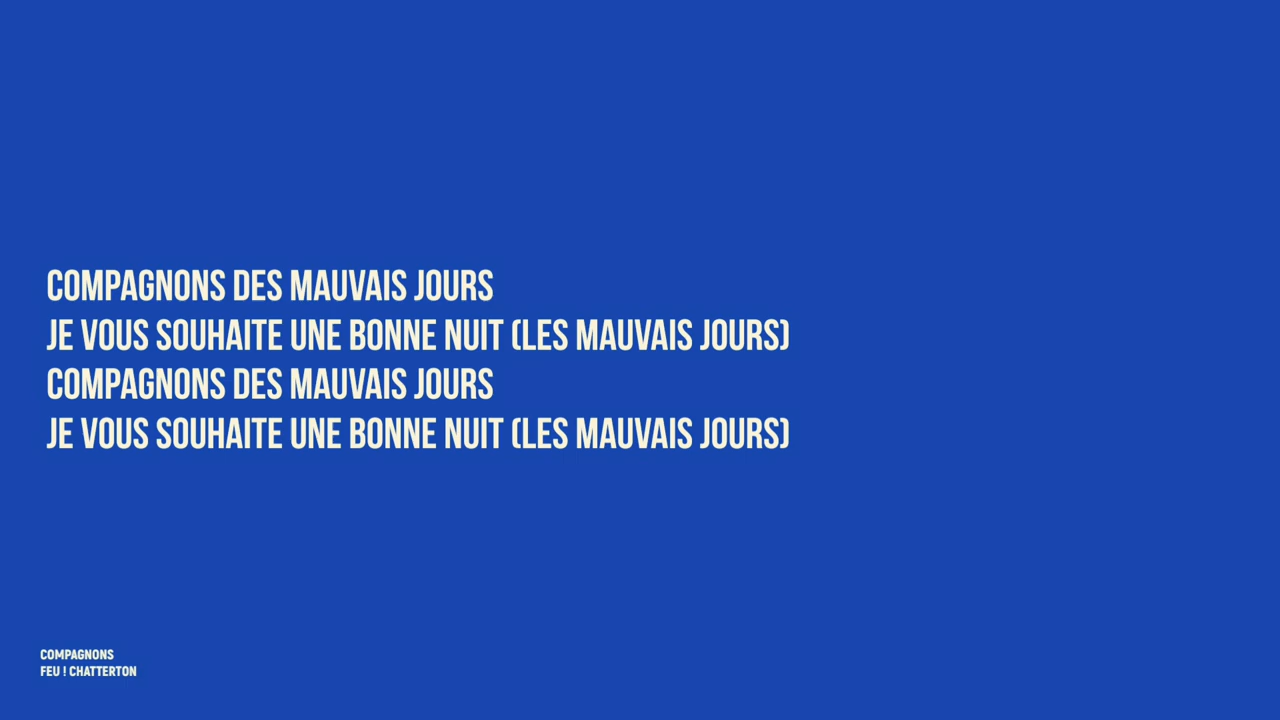 COMPAGNONS DES MAUVAIS JOURS
JE VOUS SOUHAITE UNE BONNE NUIT (LES MAUVAIS JOURS)
COMPAGNONS DES MAUVAIS JOURS
JE VOUS SOUHAITE UNE BONNE NUIT (LES MAUVAIS JOURS)
COMPAGNONS
FEU ! CHATTERTON